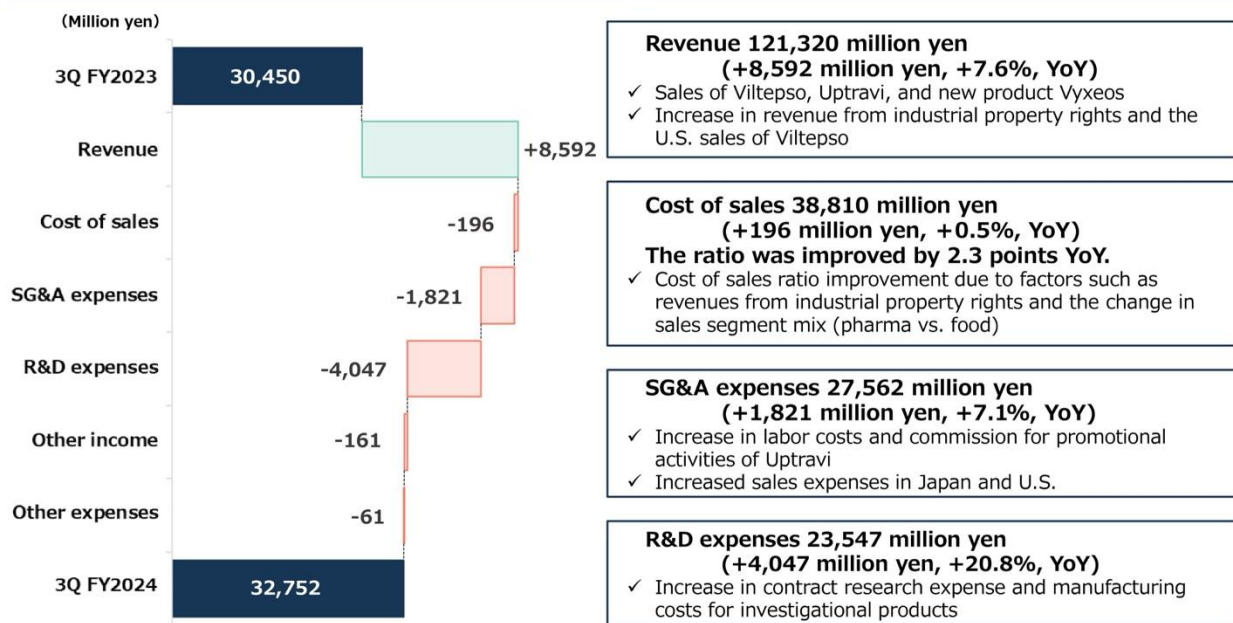 (Million yen)
3Q FY2023
30,450
Revenue
+8,592
Cost of sales
-196
SG&A expenses
-1,821
R&D expenses
-4,047
Other income
-161
Other expenses
-61
3Q FY2024
32,752
Revenue 121,320 million yen
(+8,592 million yen, +7.6%, YoY)
✓ Sales of Viltepso, Uptravi, and new product Vyxeos
✓ Increase in revenue from industrial property rights and the
U.S. sales of Viltepso
Cost of sales 38,810 million yen
(+196 million yen, +0.5%, YoY)
The ratio was improved by 2.3 points YoY.
✓ Cost of sales ratio improvement due to factors such as
revenues from industrial property rights and the change in
sales segment mix (pharma vs. food)
SG&A expenses 27,562 million yen
(+1,821 million yen, +7.1%, YoY)
✓ Increase in labor costs and commission for promotional
activities of Uptravi
✓ Increased sales expenses in Japan and U.S.
R&D expenses 23,547 million yen
(+4,047 million yen, +20.8%, YoY)
✓ Increase in contract research expense and manufacturing
costs for investigational products